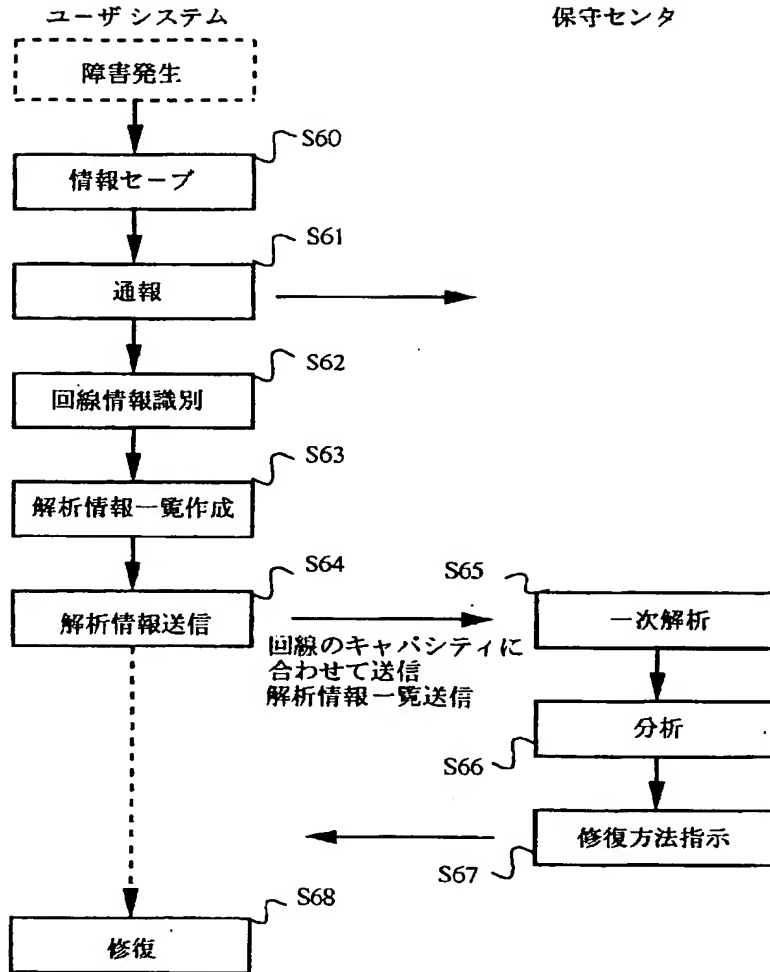 ユーザ システム
保守センタ
障害発生
S60
情報セーブ
S61
通報
S62
回線情報識別
S63
解析情報一覧作成
S64
解析情報送信
回線のキャパシティに
合わせて送信
解析情報一覧送信
S65
一次解析
分析
S66
修復方法指示
S67
S68
修復